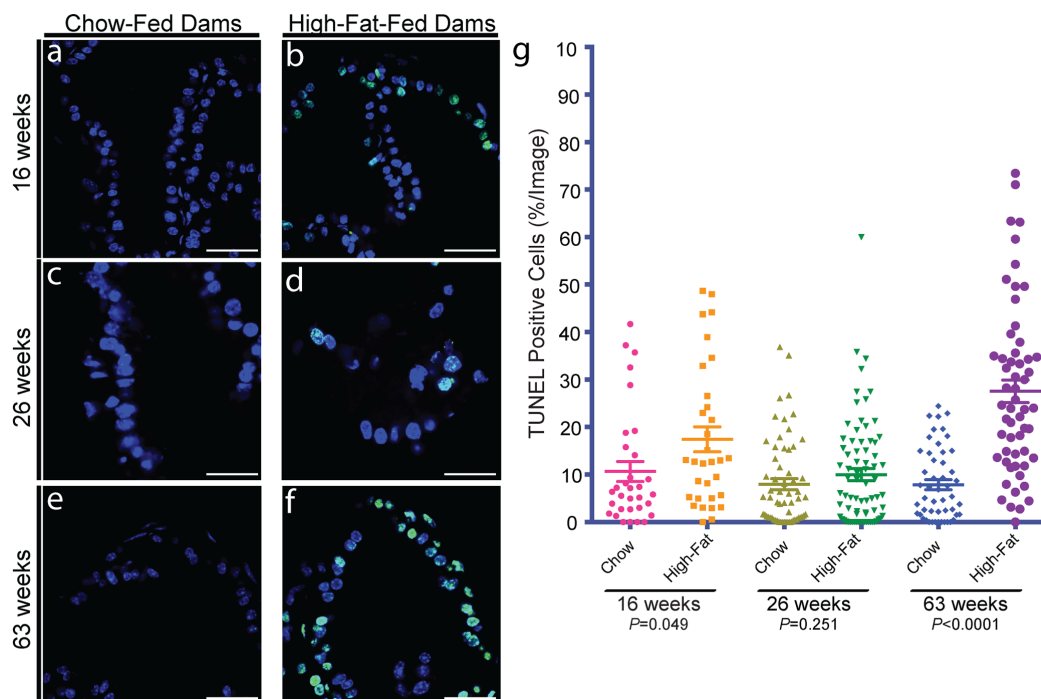 Chow-Fed Dams
High-Fat-Fed Dams
16 weeks
a
b
26 weeks
c
d
63 weeks
e
f
g
TUNEL Positive Cells (%/Image)
10
90
80
70
60
50
40
30
20
10
0
Chow
High-Fat
Chow
High-Fat
Chow
High-Fat
16 weeks
26 weeks
63 weeks
P=0.049
P=0.251
P<0.0001